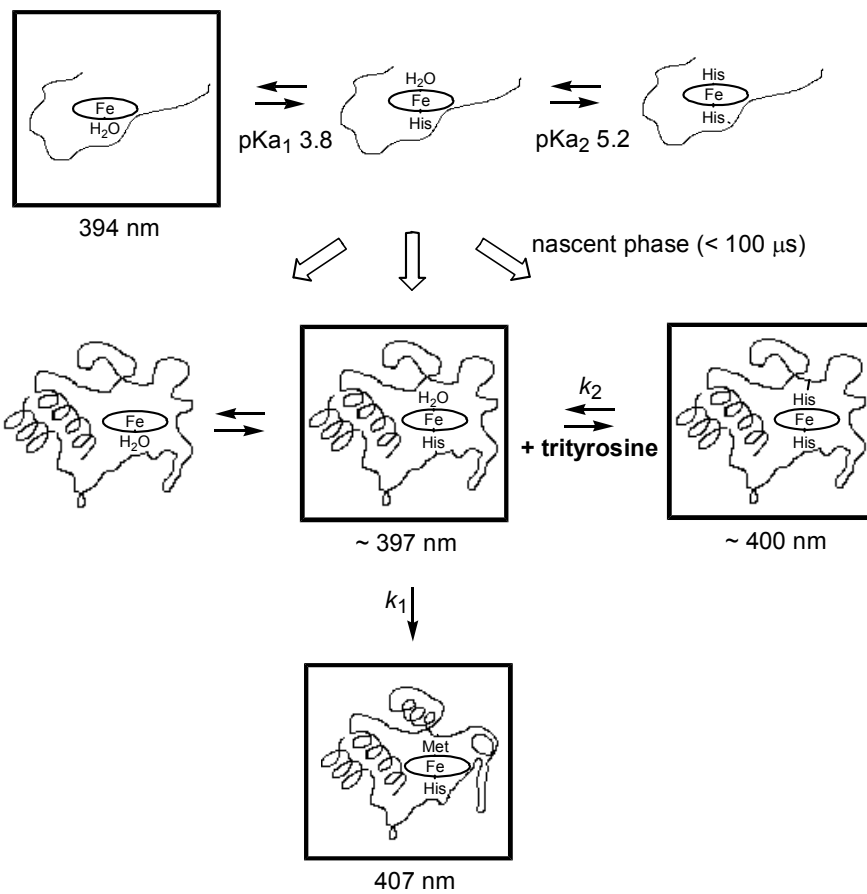 Fe
H₂O
394 nm
pKa₁ 3.8
H₂O
Fe
His
pKa₂ 5.2
His
Fe
His
nascent phase (< 100 μs)
Fe
H₂O
H₂O
Fe
His
~ 397 nm
k₂
+ trityrosine
His
Fe
His
~ 400 nm
k₁
Met
Fe
His
407 nm